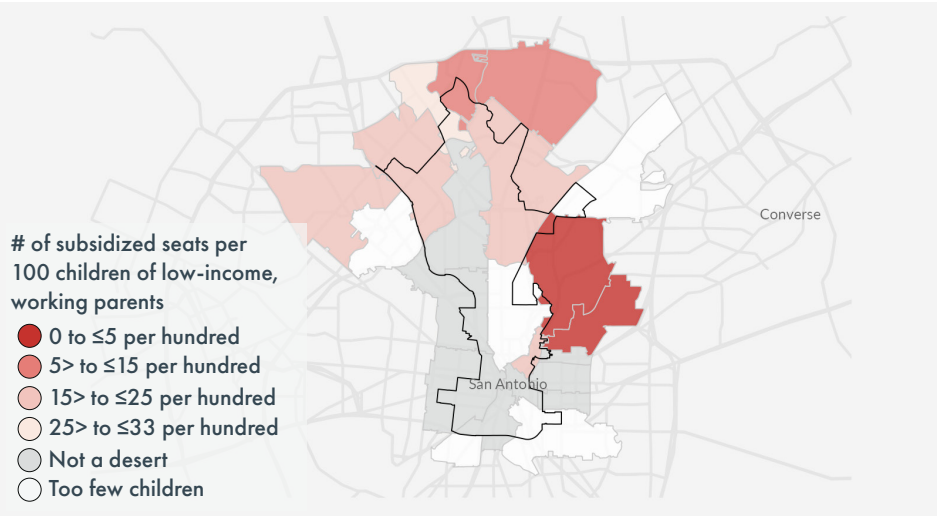 Converse
# of subsidized seats per
100 children of low-income,
working parents
0 to ≤5 per hundred
5> to ≤15 per hundred
15> to ≤25 per hundred
25> to ≤33 per hundred
San Antonio
Not a desert
Too few children